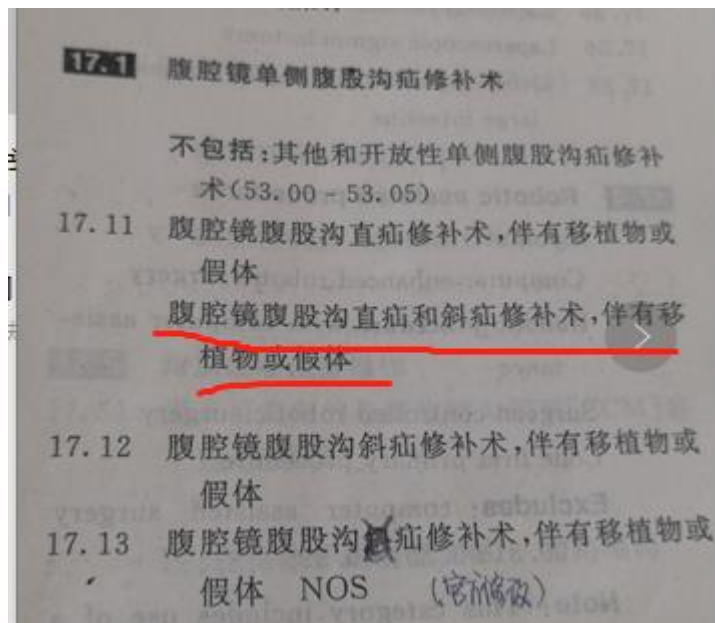 17.1 腹腔镜单侧腹股沟疝修补术
不包括:其他和开放性单侧腹股沟疝修补
术(53.00-53.05)
17.11 腹腔镜腹股沟直疝修补术,伴有移植物或
假体
腹腔镜腹股沟直疝和斜疝修补术,伴有移
植物或假体
17.12 腹腔镜腹股沟斜疝修补术,伴有移植物或
假体
17.13 腹腔镜腹股沟疝修补术,伴有移植物或
假体 NOS (官方修改)